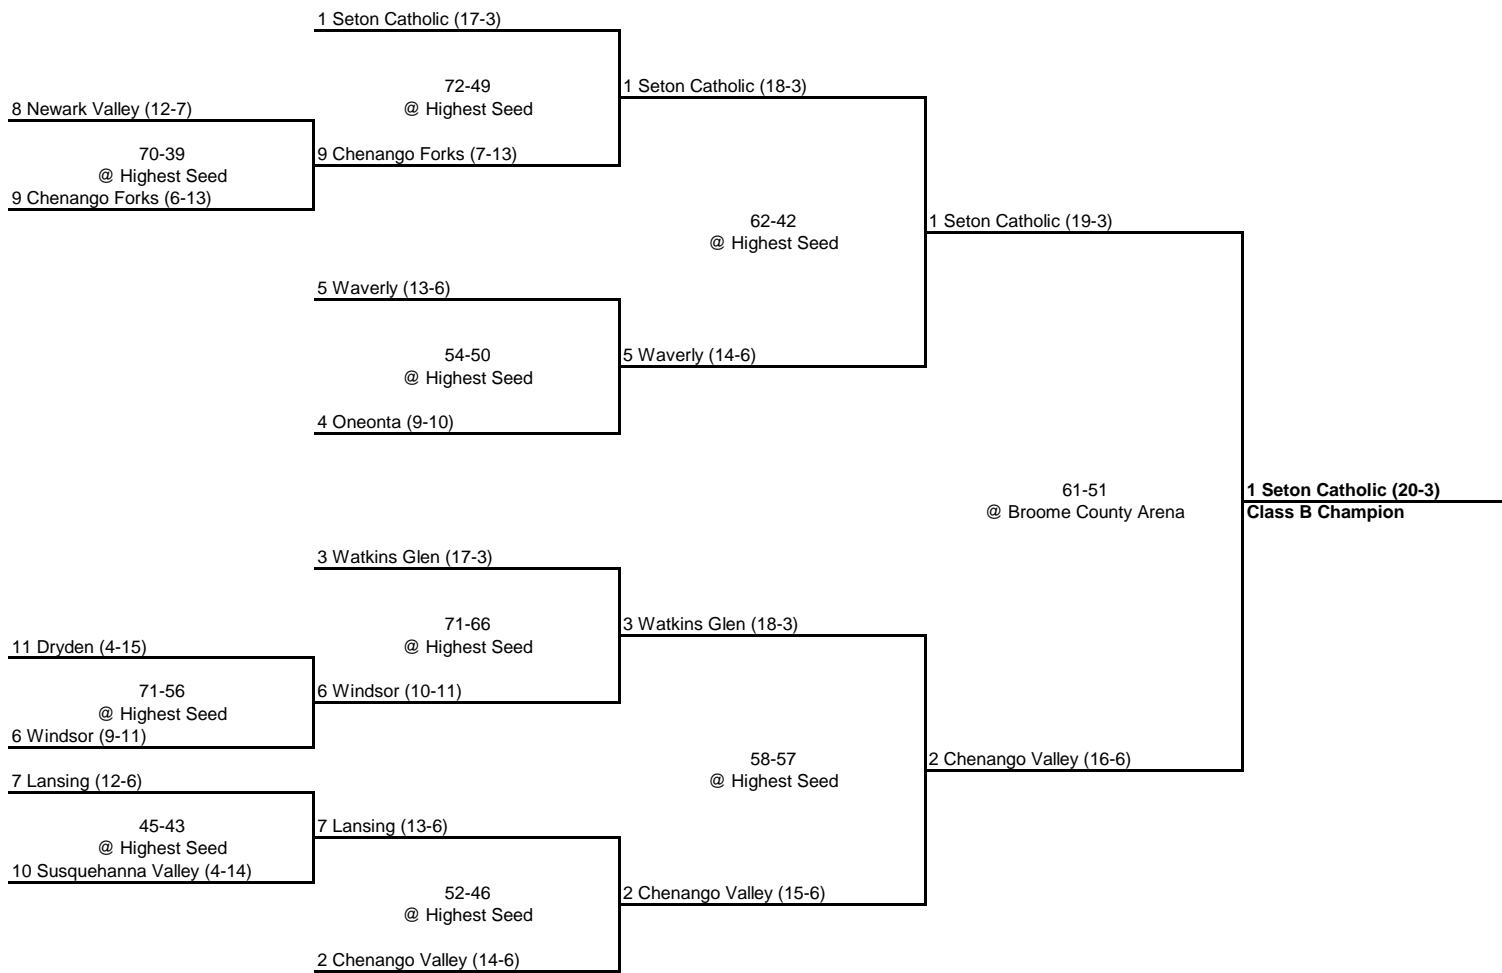 1 Seton Catholic (17-3)
72-49
@ Highest Seed
1 Seton Catholic (18-3)
8 Newark Valley (12-7)
70-39
@ Highest Seed
9 Chenango Forks (7-13)
9 Chenango Forks (6-13)
62-42
@ Highest Seed
1 Seton Catholic (19-3)
5 Waverly (13-6)
54-50
@ Highest Seed
5 Waverly (14-6)
4 Oneonta (9-10)
61-51
@ Broome County Arena
1 Seton Catholic (20-3)
Class B Champion
3 Watkins Glen (17-3)
71-66
@ Highest Seed
3 Watkins Glen (18-3)
11 Dryden (4-15)
71-56
@ Highest Seed
6 Windsor (10-11)
6 Windsor (9-11)
58-57
@ Highest Seed
2 Chenango Valley (16-6)
7 Lansing (12-6)
45-43
@ Highest Seed
7 Lansing (13-6)
10 Susquehanna Valley (4-14)
52-46
@ Highest Seed
2 Chenango Valley (15-6)
2 Chenango Valley (14-6)